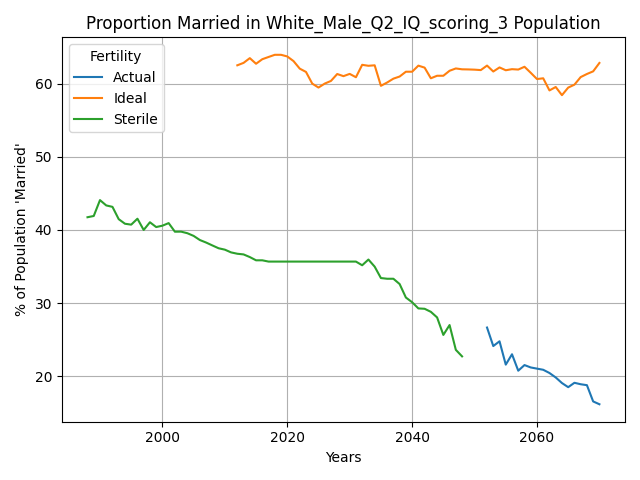 Proportion Married in White_Male_Q2_IQ_scoring_3 Population
Fertility
Actual
Ideal
Sterile
% of Population 'Married'
60
50
40
30
20
2000
2020
2040
2060
Years